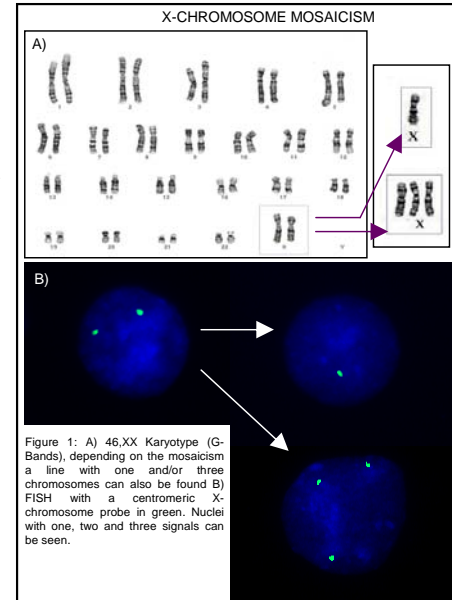 X-CHROMOSOME MOSAICISM
A)
1 2 3 4 5
6 7 8 9 10 11 12
13 14 15 16 17 18
19 20 21 22 X Y
X
X
B)
Figure 1: A) 46,XX Karyotype (G-
Bands), depending on the mosaicism
a line with one and/or three
chromosomes can also be found B)
FISH with a centromeric X-
chromosome probe in green. Nuclei
with one, two and three signals can
be seen.